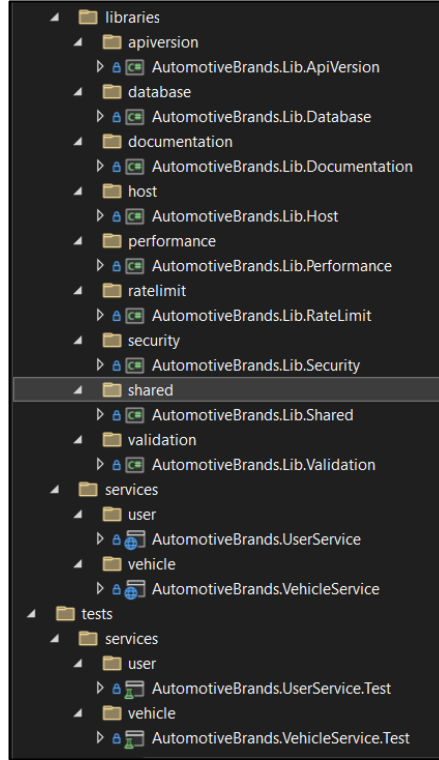 libraries
apiversion
C# AutomotiveBrands.Lib.ApiVersion
database
C# AutomotiveBrands.Lib.Database
documentation
C# AutomotiveBrands.Lib.Documentation
host
C# AutomotiveBrands.Lib.Host
performance
C# AutomotiveBrands.Lib.Performance
ratelimit
C# AutomotiveBrands.Lib.RateLimit
security
C# AutomotiveBrands.Lib.Security
shared
C# AutomotiveBrands.Lib.Shared
validation
C# AutomotiveBrands.Lib.Validation
services
user
AutomotiveBrands.UserService
vehicle
AutomotiveBrands.VehicleService
tests
services
user
AutomotiveBrands.UserService.Test
vehicle
AutomotiveBrands.VehicleService.Test